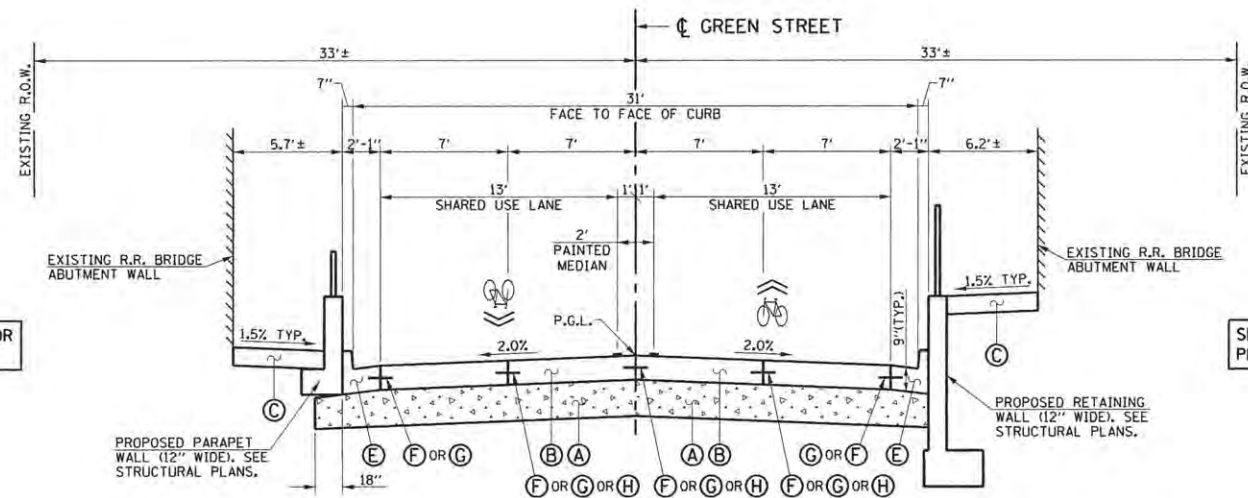 ℄ GREEN STREET
33'±
33'±
EXISTING R.O.W.
EXISTING R.O.W.
7"
7"
31'
FACE TO FACE OF CURB
5.7'±
2'-1"
7'
7'
7'
7'
2'-1"
6.2'±
13'
1'
1'
13'
SHARED USE LANE
SHARED USE LANE
2'
PAINTED
MEDIAN
EXISTING R.R. BRIDGE
ABUTMENT WALL
EXISTING R.R. BRIDGE
ABUTMENT WALL
1.5% TYP.
1.5% TYP.
P.G.L.
2.0%
2.0%
9"(TYP.)
OR
C
C
PROPOSED PARAPET
WALL (12" WIDE). SEE
STRUCTURAL PLANS.
PROPOSED RETAINING
WALL (12" WIDE). SEE
STRUCTURAL PLANS.
18"
E
F OR G
B A
A B
G OR F
E
F OR G OR H
F OR G OR H
F OR G OR H